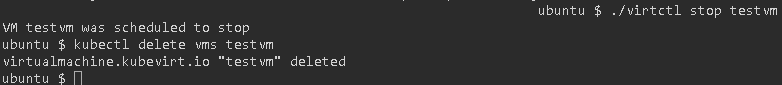 ubuntu $ ./virtctl stop testvm
VM testvm was scheduled to stop
ubuntu $ kubectl delete vms testvm
virtualmachine.kubevirt.io "testvm" deleted
ubuntu $